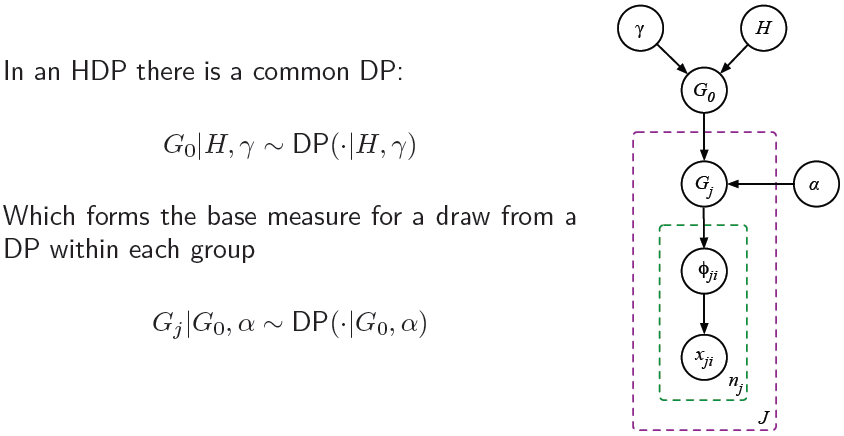 In an HDP there is a common DP:
G₀|H, γ ∼ DP(·|H, γ)
Which forms the base measure for a draw from a
DP within each group
Gⱼ|G₀, α ∼ DP(·|G₀, α)
γ
H
G₀
Gⱼ
α
ϕⱼᵢ
xⱼᵢ
nⱼ
J